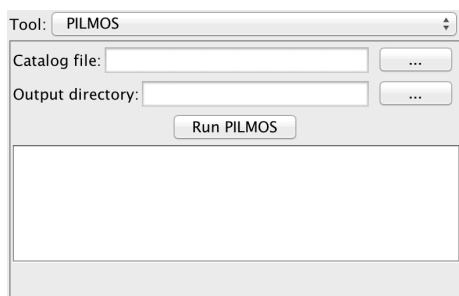 Tool: PILMOS
Catalog file: ...
Output directory: ...
Run PILMOS